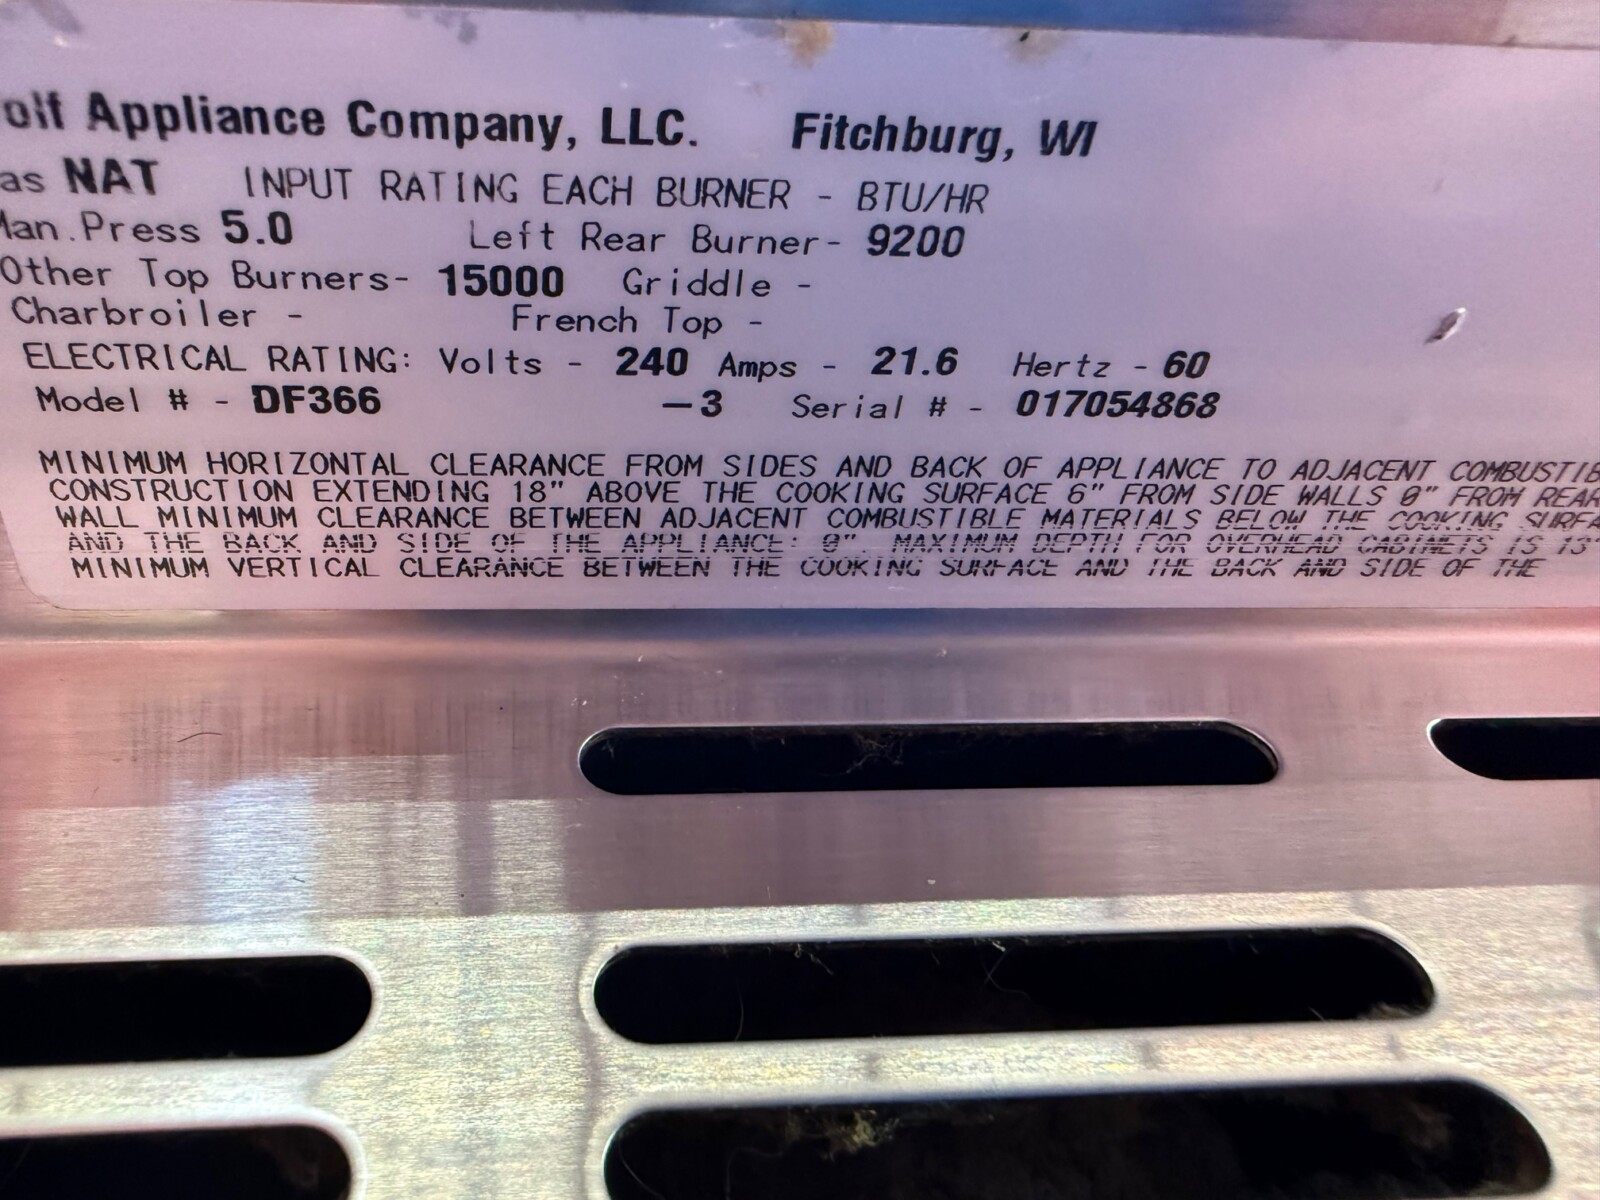 olf Appliance Company, LLC. Fitchburg, WI
as NAT INPUT RATING EACH BURNER - BTU/HR
Man.Press 5.0 Left Rear Burner- 9200
Other Top Burners- 15000 Griddle -
Charbroiler - French Top -
ELECTRICAL RATING: Volts - 240 Amps - 21.6 Hertz - 60
Model # - DF366 -3 Serial # - 017054868
MINIMUM HORIZONTAL CLEARANCE FROM SIDES AND BACK OF APPLIANCE TO ADJACENT COMBUSTIB
CONSTRUCTION EXTENDING 18" ABOVE THE COOKING SURFACE 6" FROM SIDE WALLS 0" FROM REAR
WALL MINIMUM CLEARANCE BETWEEN ADJACENT COMBUSTIBLE MATERIALS BELOW THE COOKING SURFA
AND THE BACK AND SIDE OF THE APPLIANCE: 0". MAXIMUM DEPTH FOR OVERHEAD CABINETS IS 13"
MINIMUM VERTICAL CLEARANCE BETWEEN THE COOKING SURFACE AND THE BACK AND SIDE OF THE